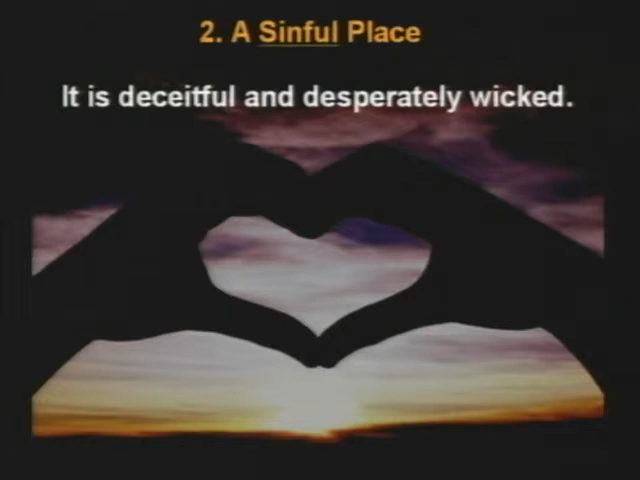 2. A Sinful Place
It is deceitful and desperately wicked.